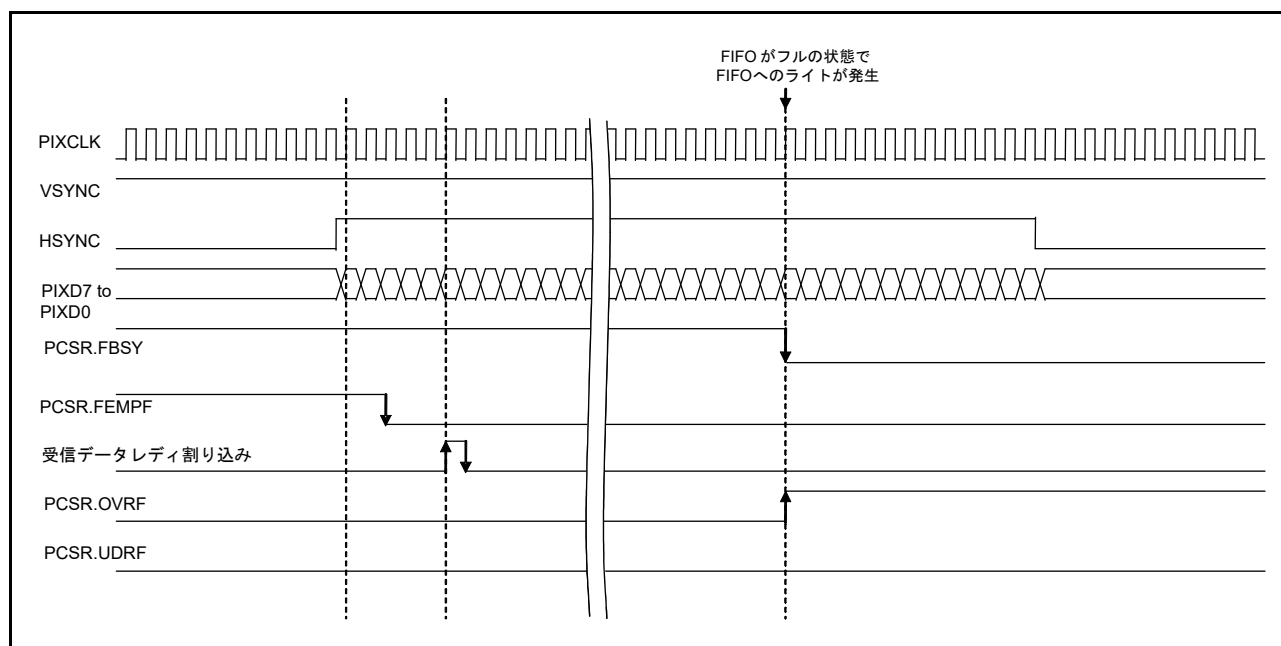 FIFO がフルの状態で
FIFOへのライトが発生
PIXCLK
VSYNC
HSYNC
PIXD7 to
PIXD0
PCSR.FBSY
PCSR.FEMPF
受信データレディ割り込み
PCSR.OVRF
PCSR.UDRF